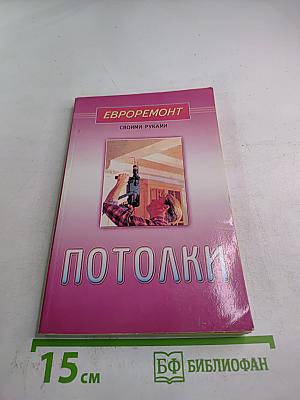 ЕВРОРЕМОНТ
СВОИМИ РУКАМИ
ПОТОЛКИ
15 см
БФ БИБЛИОФАН